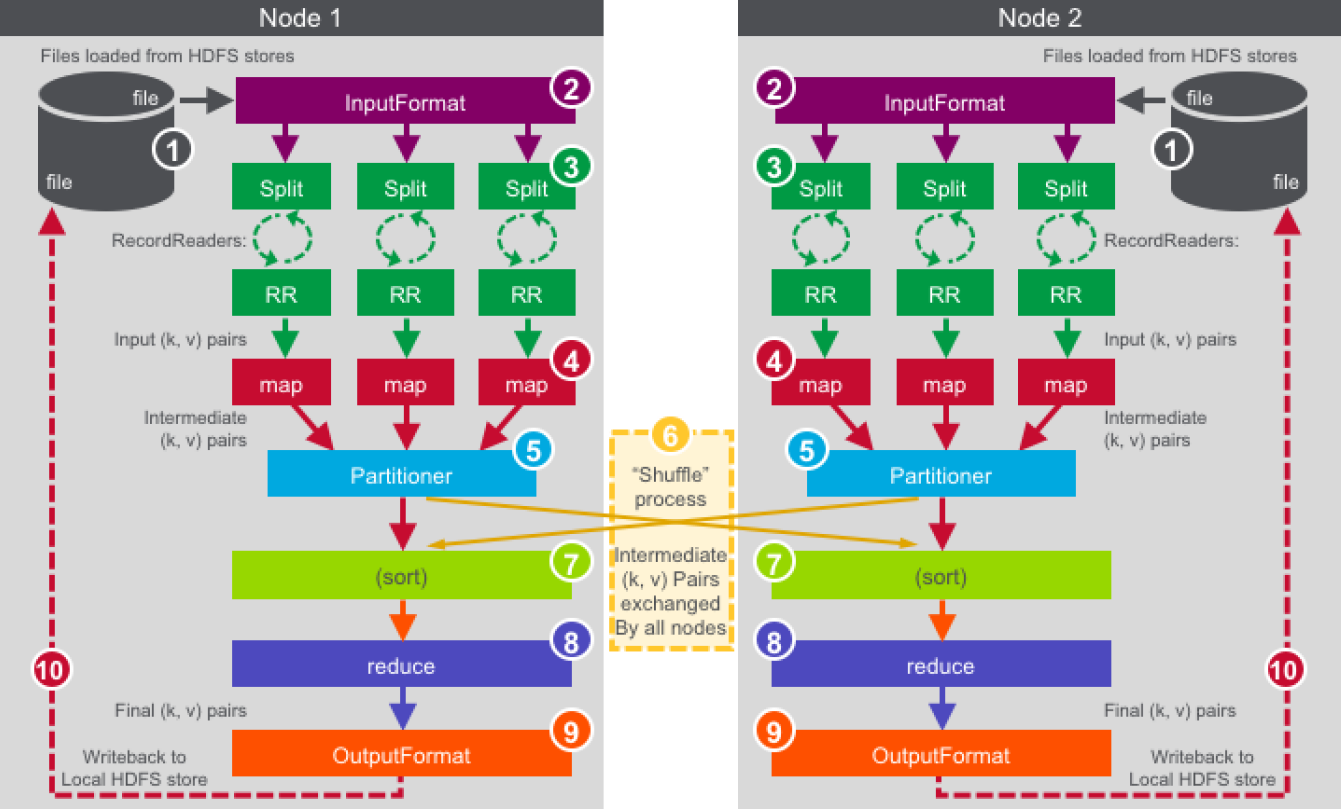 Node 1
Files loaded from HDFS stores
file
file
1
InputFormat
2
Split
Split
Split
3
RecordReaders:
RR
RR
RR
Input (k, v) pairs
map
map
map
4
Intermediate
(k, v) pairs
Partitioner
5
(sort)
7
reduce
8
Final (k, v) pairs
OutputFormat
9
Writeback to
Local HDFS store
10
6
“Shuffle”
process
Intermediate
(k, v) Pairs
exchanged
By all nodes
Node 2
Files loaded from HDFS stores
file
file
1
2
InputFormat
3
Split
Split
Split
RecordReaders:
RR
RR
RR
Input (k, v) pairs
4
map
map
map
Intermediate
(k, v) pairs
5
Partitioner
7
(sort)
8
reduce
Final (k, v) pairs
9
OutputFormat
Writeback to
Local HDFS store
10